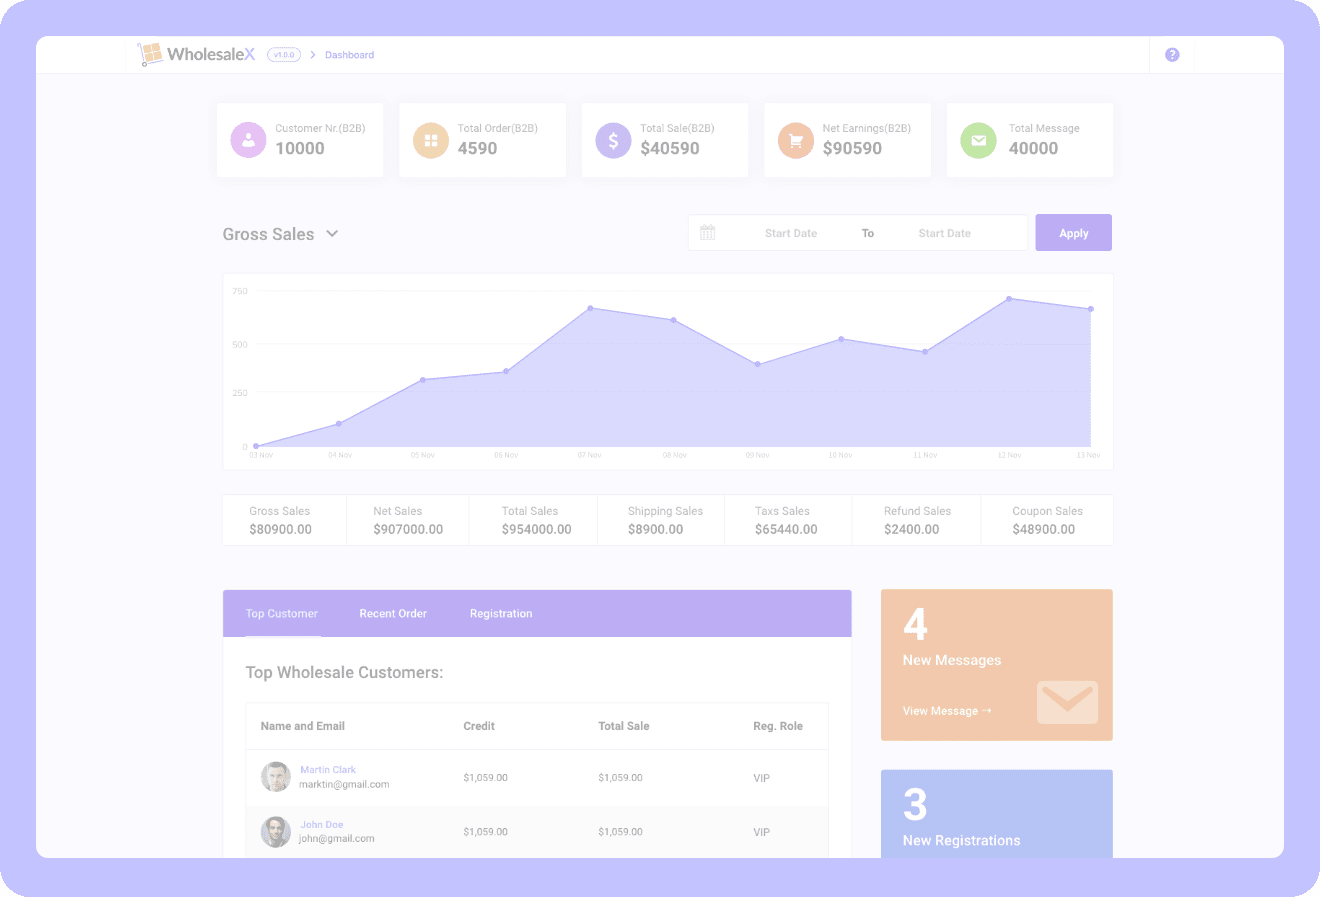 WholesaleX v1.0.0 > Dashboard ?
Customer Nr.(B2B)
10000
Total Order(B2B)
4590
Total Sale(B2B)
$40590
Net Earnings(B2B)
$90590
Total Message
40000
Gross Sales
Start Date To Start Date Apply
750
500
250
0
03 Nov 04 Nov 05 Nov 06 Nov 07 Nov 08 Nov 09 Nov 10 Nov 11 Nov 12 Nov 13 Nov
Gross Sales
$80900.00
Net Sales
$907000.00
Total Sales
$954000.00
Shipping Sales
$8900.00
Taxs Sales
$65440.00
Refund Sales
$2400.00
Coupon Sales
$48900.00
Top Customer Recent Order Registration
Top Wholesale Customers:
Name and Email Credit Total Sale Reg. Role
Martin Clark
marktin@gmail.com
$1,059.00 $1,059.00 VIP
John Doe
john@gmail.com
$1,059.00 $1,059.00 VIP
4
New Messages
View Message →
3
New Registrations